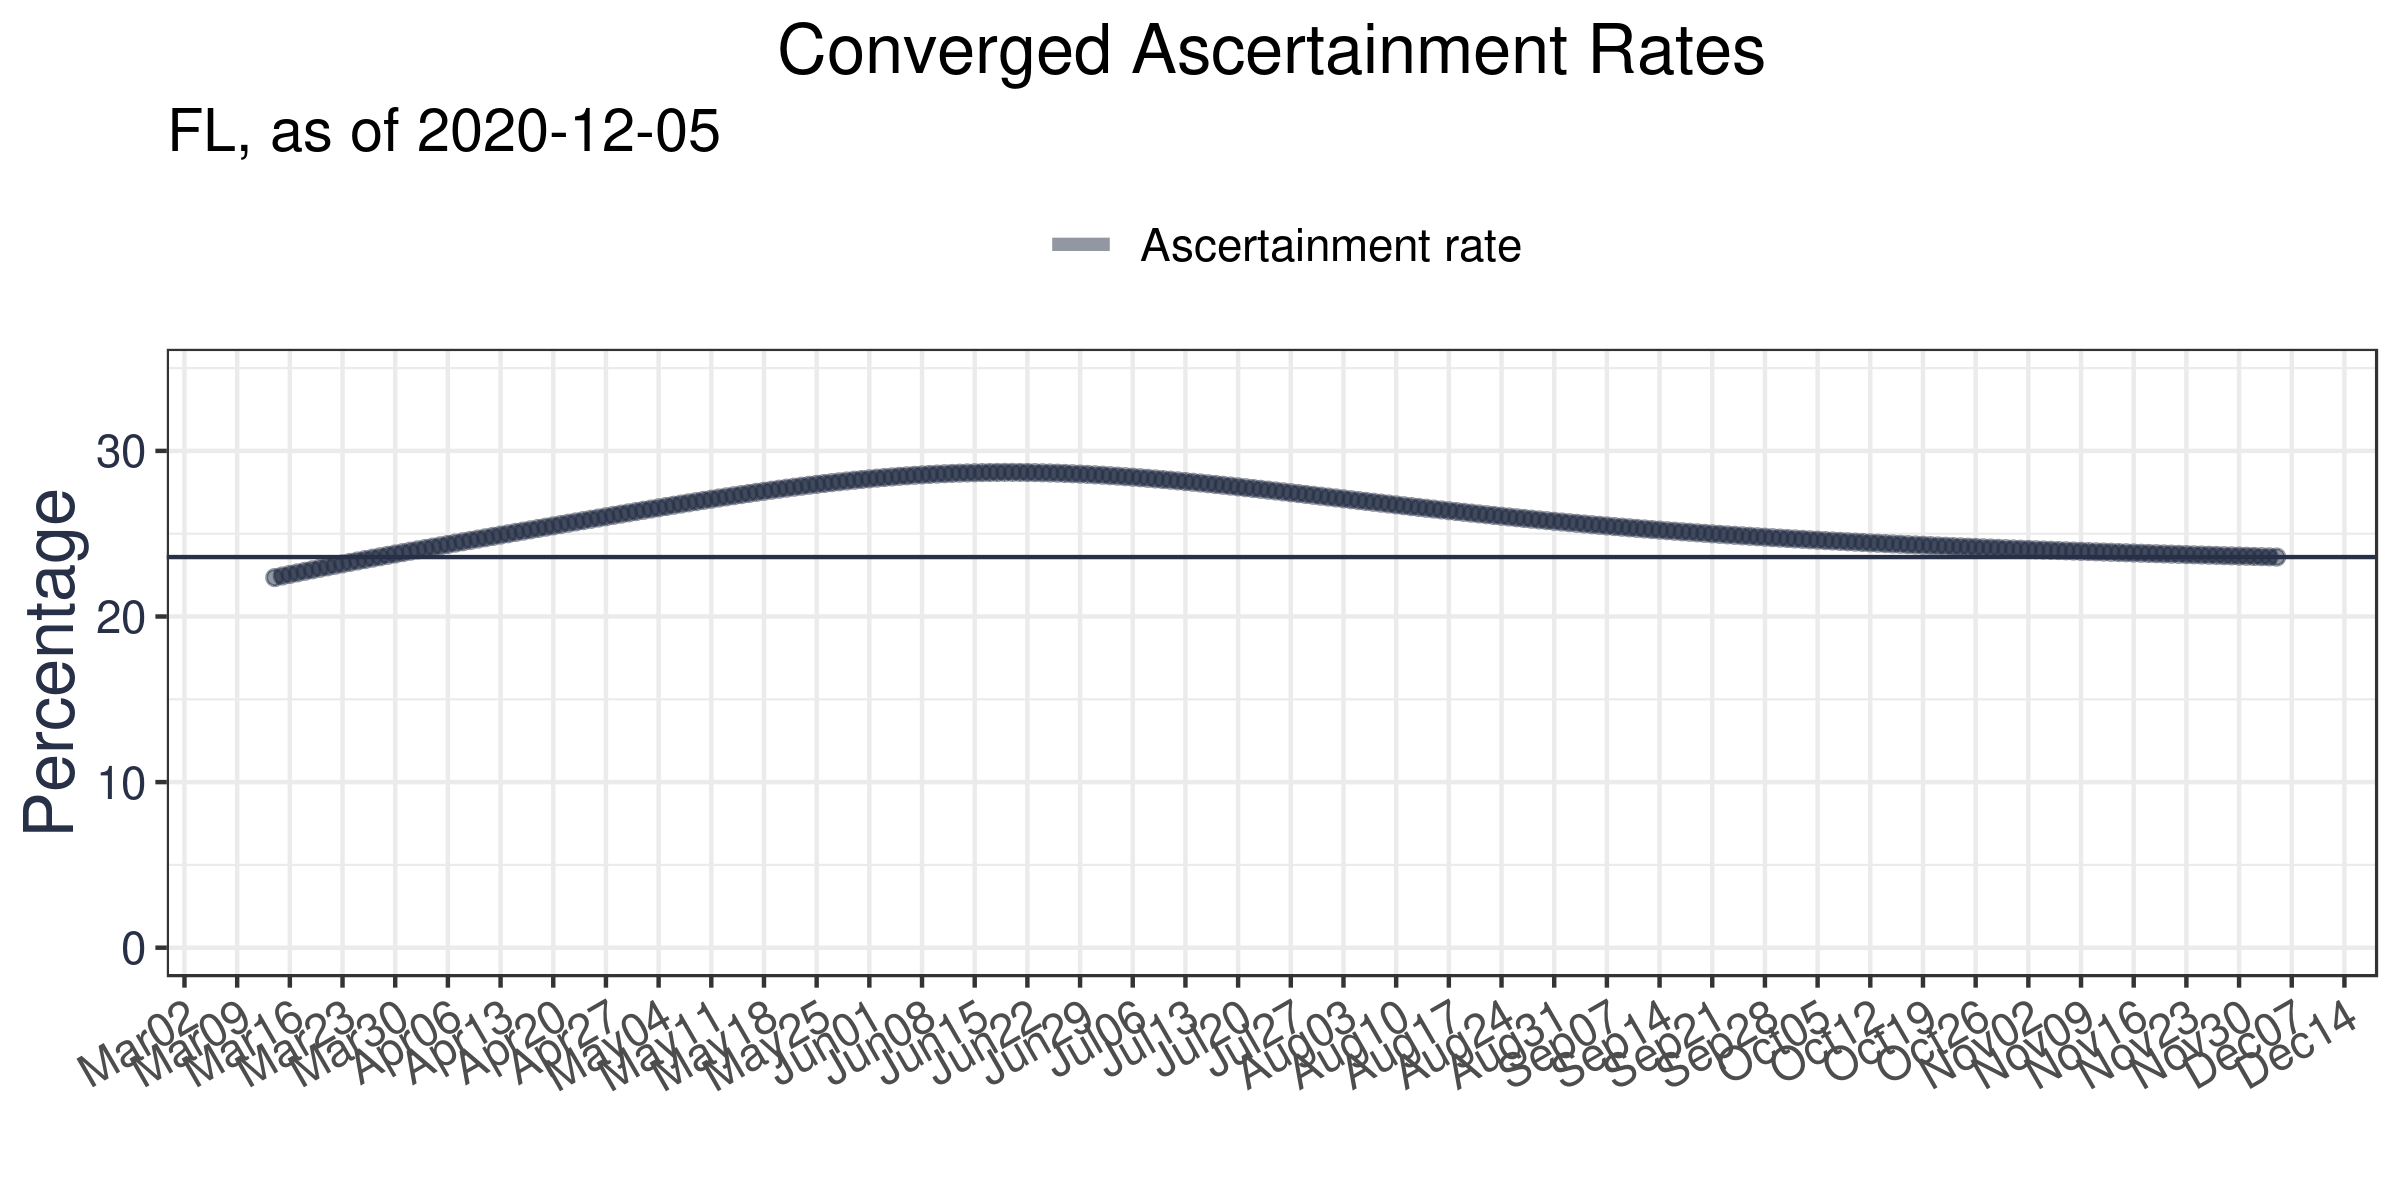 Converged Ascertainment Rates
FL, as of 2020-12-05
Ascertainment rate
Percentage
30
20
10
0
Mar02
Mar09
Mar16
Mar23
Mar30
Apr06
Apr13
Apr20
Apr27
May04
May11
May18
May25
Jun01
Jun08
Jun15
Jun22
Jun29
Jul06
Jul13
Jul20
Jul27
Aug03
Aug10
Aug17
Aug24
Aug31
Sep07
Sep14
Sep21
Sep28
Oct05
Oct12
Oct19
Oct26
Nov02
Nov09
Nov16
Nov23
Nov30
Dec07
Dec14